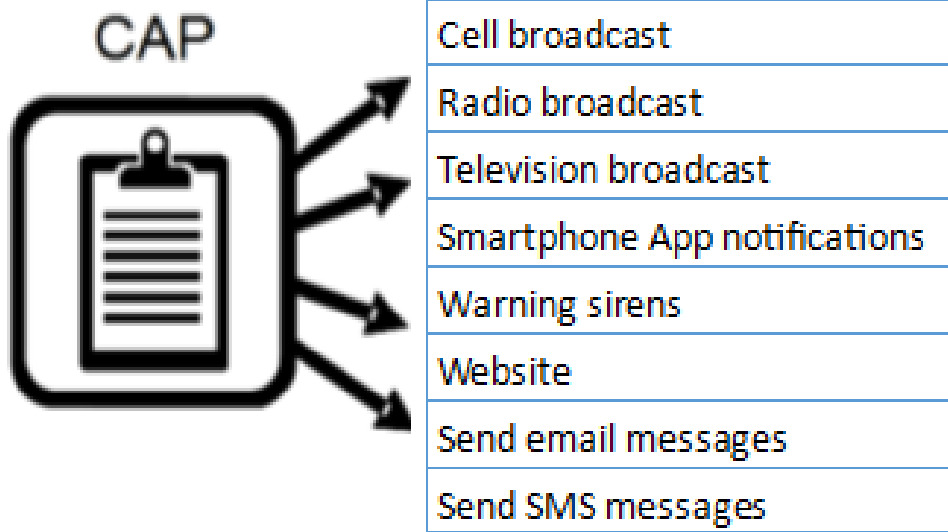 CAP
Cell broadcast
Radio broadcast
Television broadcast
Smartphone App notifications
Warning sirens
Website
Send email messages
Send SMS messages